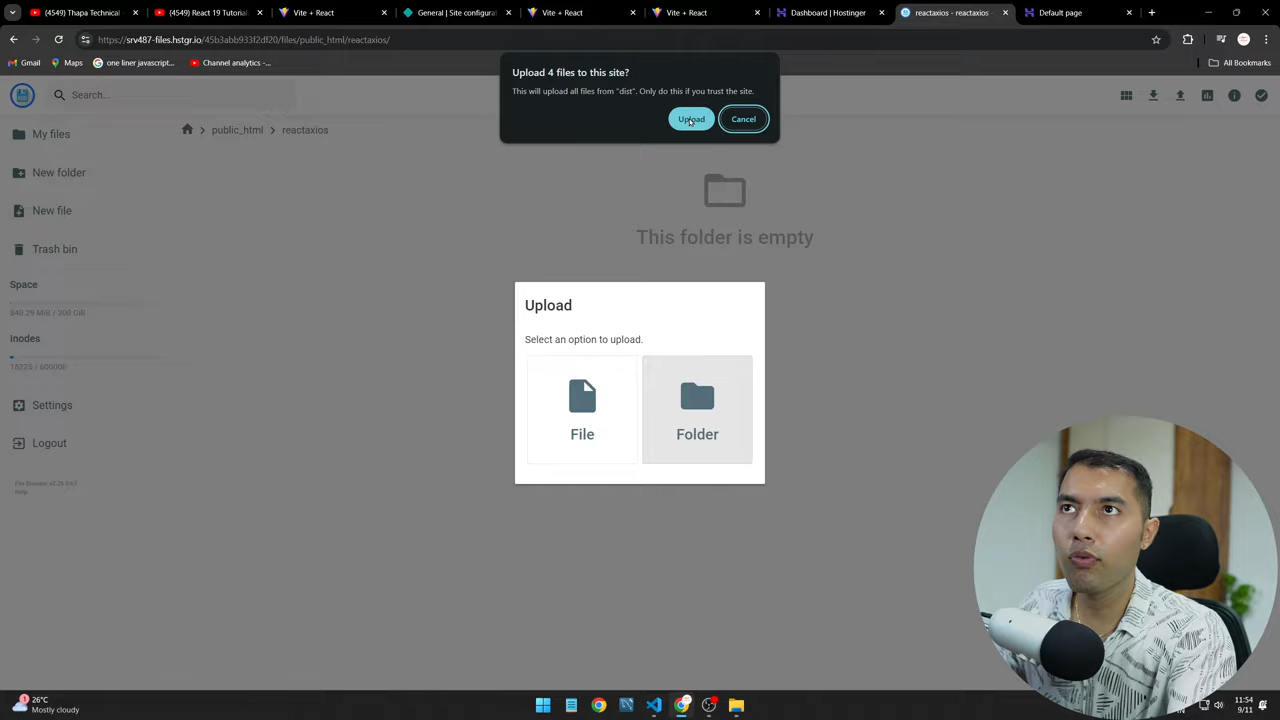 (4549) Thapa Technical
(4549) React 19 Tutorial
Vite + React
General | Site configurat
Vite + React
Vite + React
Dashboard | Hostinger
reactaxios - reactaxios -
Default page
https://srv487-files.hstgr.io/45b3abb933f2df20/files/public_html/reactaxios/
Gmail
Maps
one liner javascript...
Channel analytics -...
All Bookmarks
Upload 4 files to this site?
This will upload all files from "dist". Only do this if you trust the site.
Upload
Cancel
Search...
My files
public_html
reactaxios
New folder
New file
Trash bin
This folder is empty
Space
Inodes
Upload
Select an option to upload.
File
Folder
Settings
Logout
Help
1
26°C
Mostly cloudy
11:54
9/11